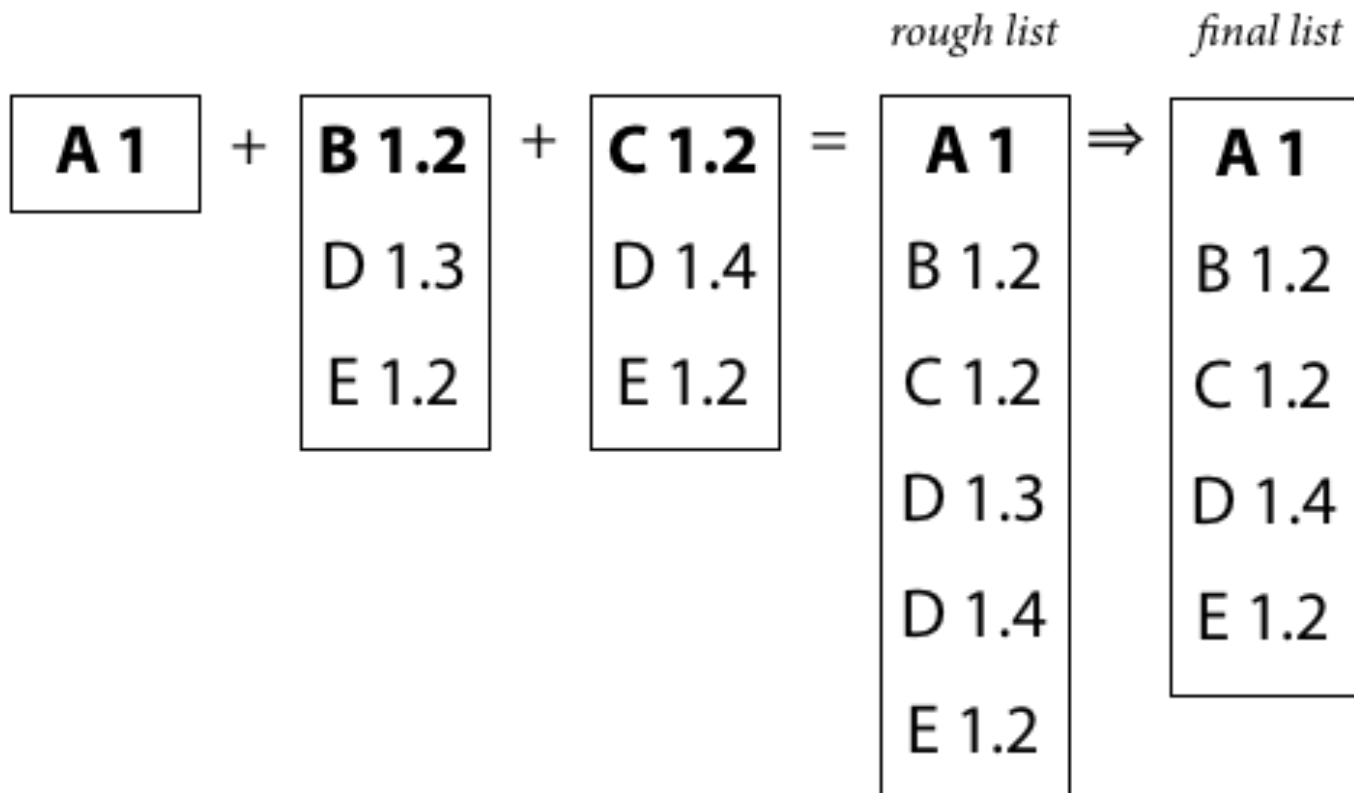 rough list final list
A 1 + B 1.2 + C 1.2 = A 1 ⇒ A 1
D 1.3 D 1.4 B 1.2 B 1.2
E 1.2 E 1.2 C 1.2 C 1.2
D 1.3 D 1.4
D 1.4 E 1.2
E 1.2